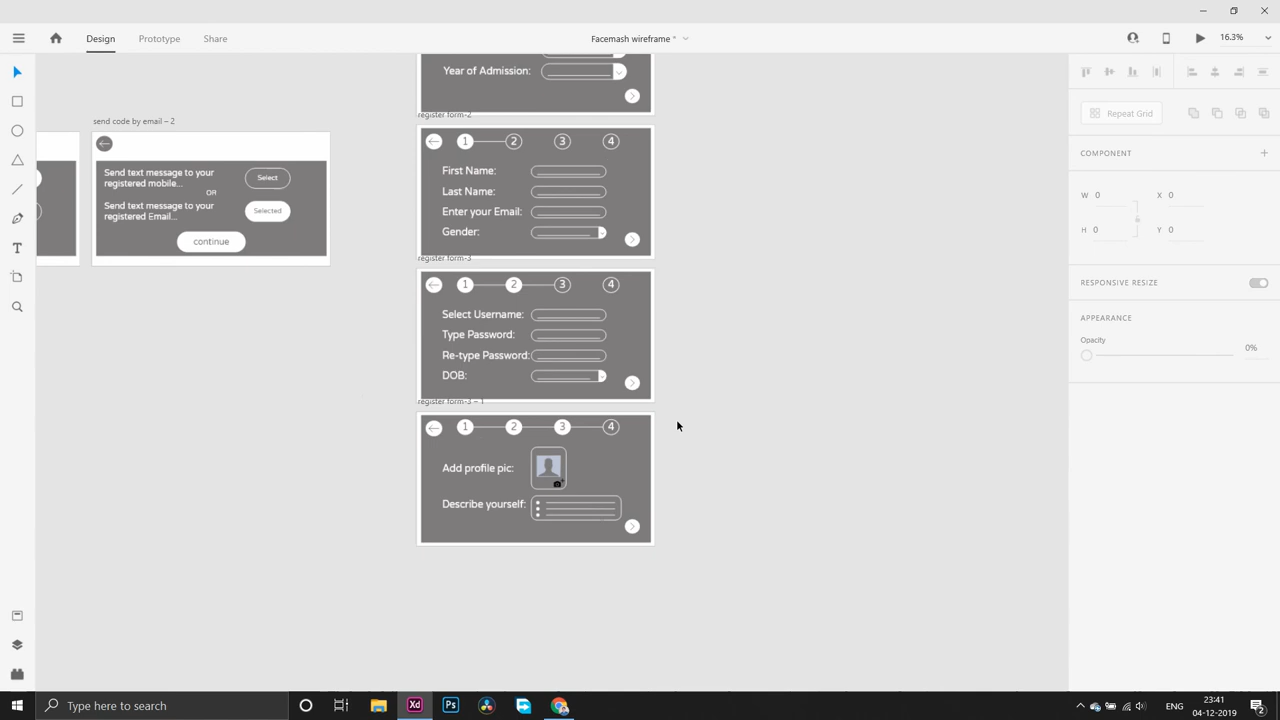 Design
Prototype
Share
Facemash wireframe *
16.3%
Repeat Grid
COMPONENT
W 0
X 0
H 0
Y 0
RESPONSIVE RESIZE
APPEARANCE
Opacity
0%
send code by email – 2
Send text message to your
registered mobile...
Select
OR
Send text message to your
registered Email...
Selected
continue
Year of Admission:
register form-2
1
2
3
4
First Name:
Last Name:
Enter your Email:
Gender:
register form-3
1
2
3
4
Select Username:
Type Password:
Re-type Password:
DOB:
register form-3 – 1
1
2
3
4
Add profile pic:
Describe yourself:
Type here to search
Xd
Ps
ENG
23:41
04-12-2019
2